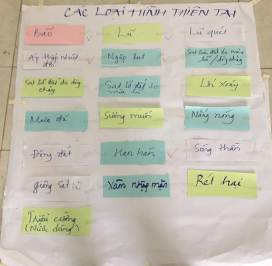 CÁC LOẠI HÌNH THIÊN TAI
Bão
Lũ
Lũ quét
Áp thấp nhiệt đới
Ngập lụt
Sạt lở đất do mưa lũ/dòng chảy
Sạt lở đất do dòng chảy
Sạt lở đất do mưa lũ
Lốc xoáy
Mưa đá
Sương muối
Nắng nóng
Động đất
Hạn hán
Sóng thần
giông sét
Xâm nhập mặn
Rét hại
Triều cường
(Nước dâng)